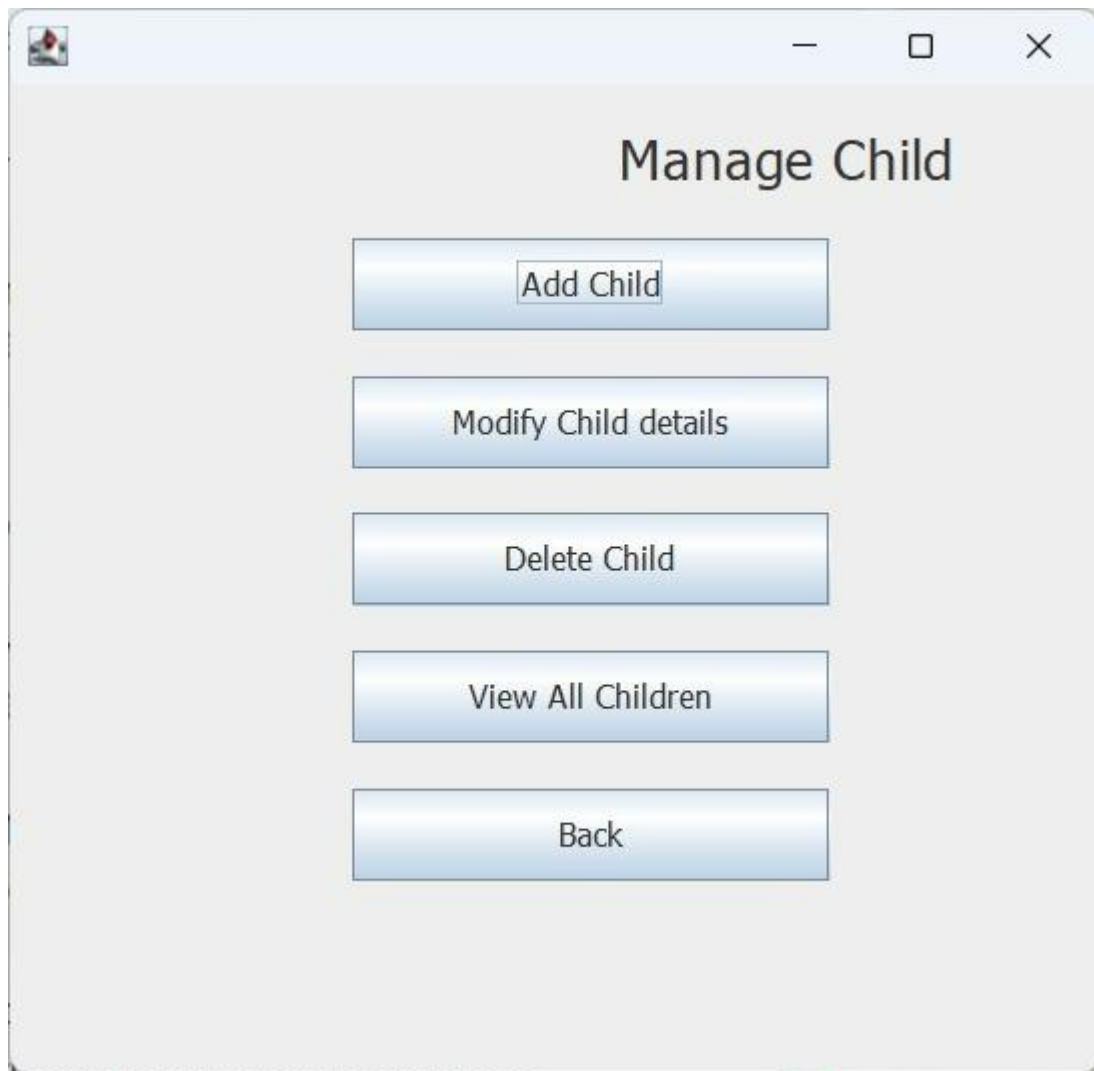 Manage Child
Add Child
Modify Child details
Delete Child
View All Children
Back